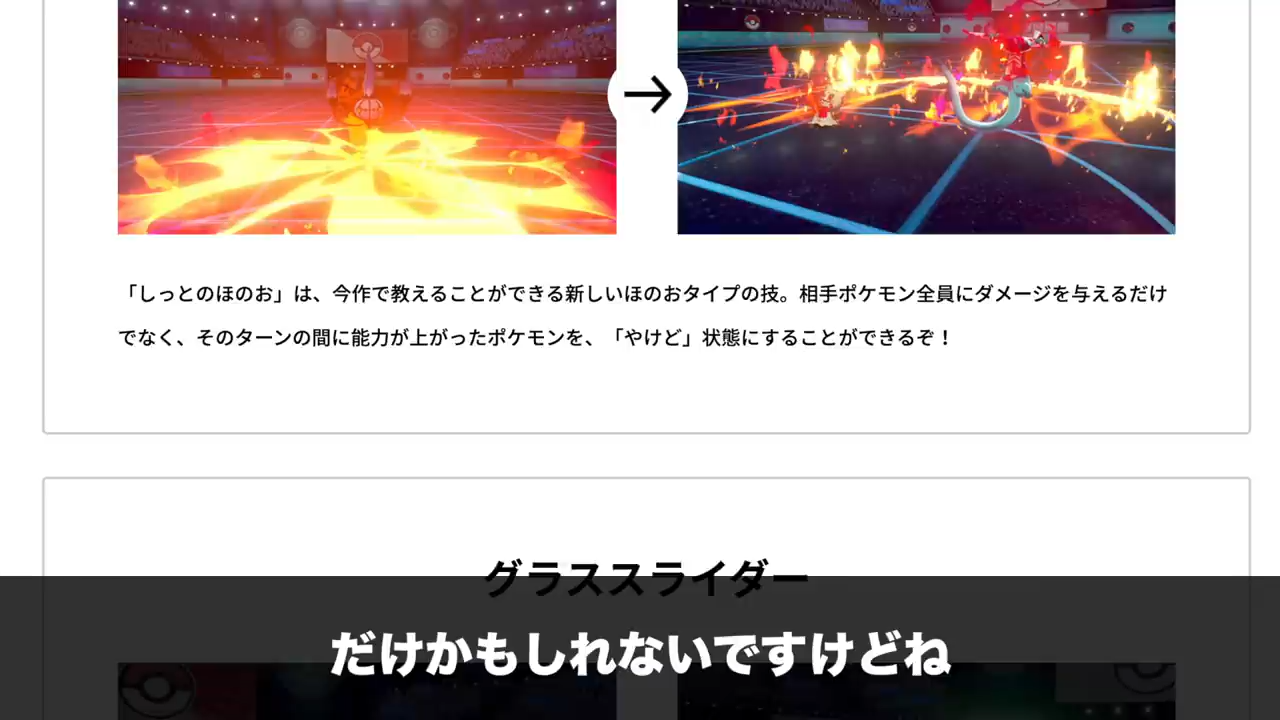 「しっとのほのお」は、今作で教えることができる新しいほのおタイプの技。相手ポケモン全員にダメージを与えるだけ
でなく、そのターンの間に能力が上がったポケモンを、「やけど」状態にすることができるぞ！
グラススライダー
だけかもしれないですけどね